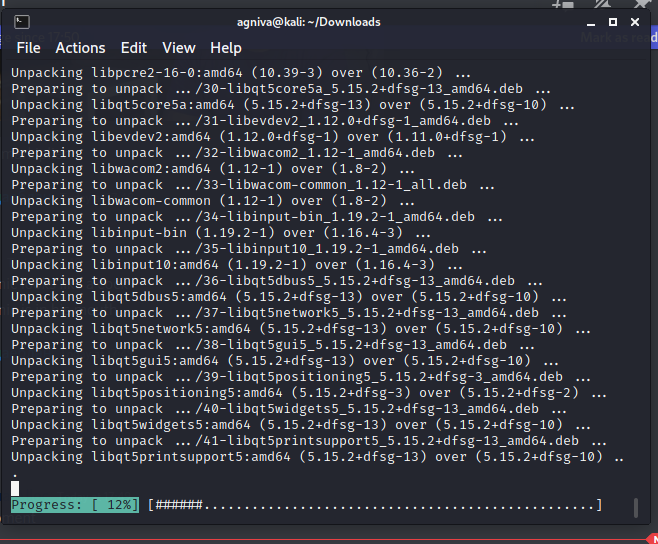 agniva@kali: ~/Downloads
File Actions Edit View Help
Unpacking libpcre2-16-0:amd64 (10.39-3) over (10.36-2) ...
Preparing to unpack .../30-libqt5core5a_5.15.2+dfsg-13_amd64.deb ...
Unpacking libqt5core5a:amd64 (5.15.2+dfsg-13) over (5.15.2+dfsg-10) ...
Preparing to unpack .../31-libevdev2_1.12.0+dfsg-1_amd64.deb ...
Unpacking libevdev2:amd64 (1.12.0+dfsg-1) over (1.11.0+dfsg-1) ...
Preparing to unpack .../32-libwacom2_1.12-1_amd64.deb ...
Unpacking libwacom2:amd64 (1.12-1) over (1.8-2) ...
Preparing to unpack .../33-libwacom-common_1.12-1_all.deb ...
Unpacking libwacom-common (1.12-1) over (1.8-2) ...
Preparing to unpack .../34-libinput-bin_1.19.2-1_amd64.deb ...
Unpacking libinput-bin (1.19.2-1) over (1.16.4-3) ...
Preparing to unpack .../35-libinput10_1.19.2-1_amd64.deb ...
Unpacking libinput10:amd64 (1.19.2-1) over (1.16.4-3) ...
Preparing to unpack .../36-libqt5dbus5_5.15.2+dfsg-13_amd64.deb ...
Unpacking libqt5dbus5:amd64 (5.15.2+dfsg-13) over (5.15.2+dfsg-10) ...
Preparing to unpack .../37-libqt5network5_5.15.2+dfsg-13_amd64.deb ...
Unpacking libqt5network5:amd64 (5.15.2+dfsg-13) over (5.15.2+dfsg-10) ...
Preparing to unpack .../38-libqt5gui5_5.15.2+dfsg-13_amd64.deb ...
Unpacking libqt5gui5:amd64 (5.15.2+dfsg-13) over (5.15.2+dfsg-10) ...
Preparing to unpack .../39-libqt5positioning5_5.15.2+dfsg-3_amd64.deb ...
Unpacking libqt5positioning5:amd64 (5.15.2+dfsg-3) over (5.15.2+dfsg-2) ...
Preparing to unpack .../40-libqt5widgets5_5.15.2+dfsg-13_amd64.deb ...
Unpacking libqt5widgets5:amd64 (5.15.2+dfsg-13) over (5.15.2+dfsg-10) ...
Preparing to unpack .../41-libqt5printsupport5_5.15.2+dfsg-13_amd64.deb ...
Unpacking libqt5printsupport5:amd64 (5.15.2+dfsg-13) over (5.15.2+dfsg-10) ..
.
Progress: [ 12%] [######.................................................]